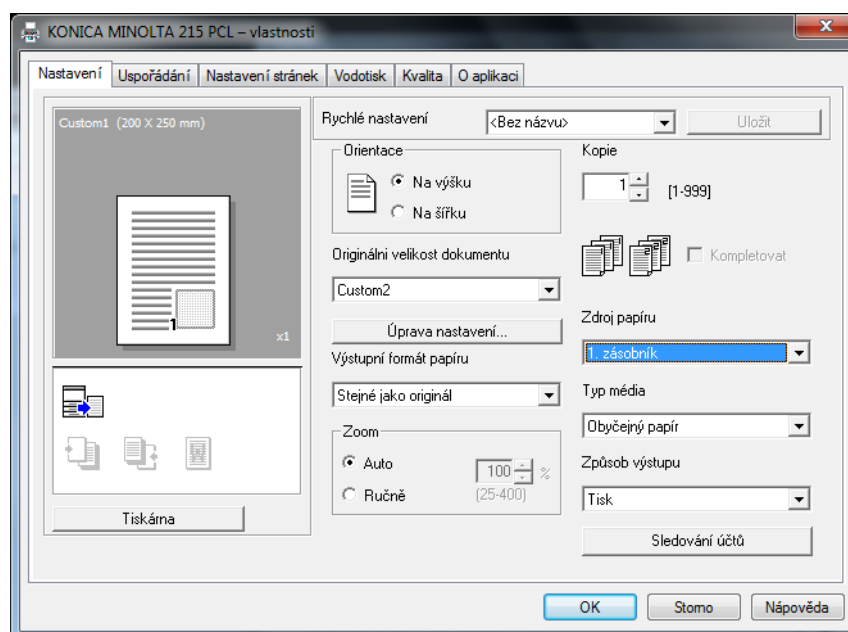 KONICA MINOLTA 215 PCL – vlastnosti
Nastavení Uspořádání Nastavení stránek Vodotisk Kvalita O aplikaci
Custom1 (200 X 250 mm)
1
x1
Tiskárna
Rychlé nastavení <Bez názvu> Uložit
Orientace
Na výšku
Na šířku
Originálni velikost dokumentu
Custom2
Úprava nastavení...
Výstupní formát papíru
Stejné jako originál
Zoom
Auto 100 %
Ručně (25-400)
Kopie
1 [1-999]
Kompletovat
Zdroj papíru
1. zásobník
Typ média
Obyčejný papír
Způsob výstupu
Tisk
Sledování účtů
OK Storno Nápověda